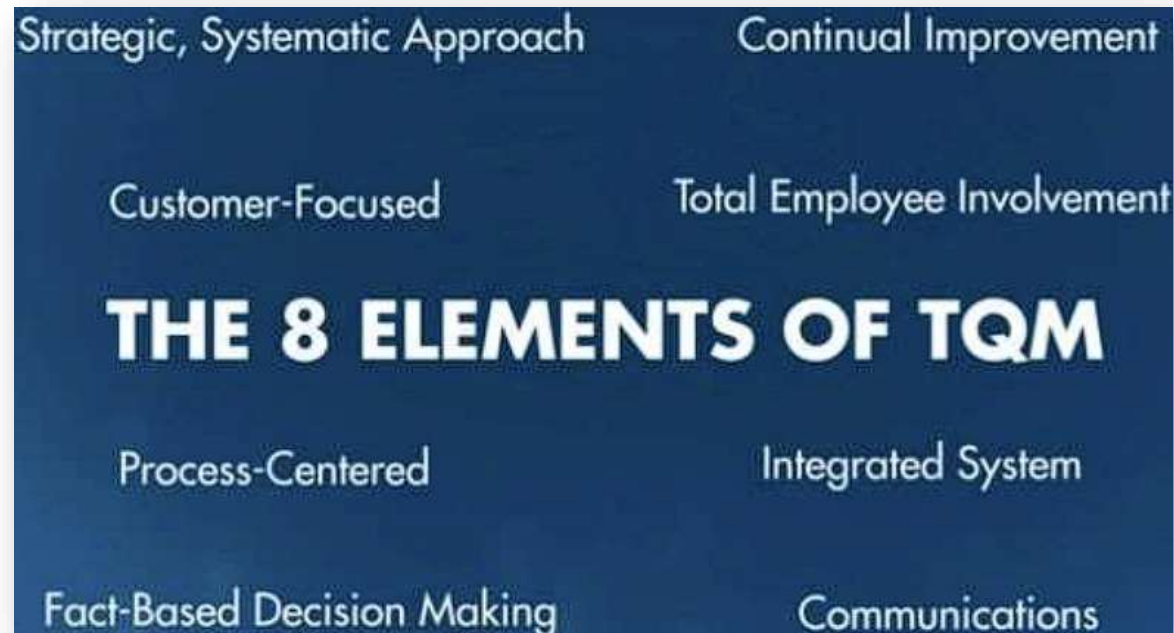 Strategic, Systematic Approach
Continual Improvement
Customer-Focused
Total Employee Involvement
THE 8 ELEMENTS OF TQM
Process-Centered
Integrated System
Fact-Based Decision Making
Communications